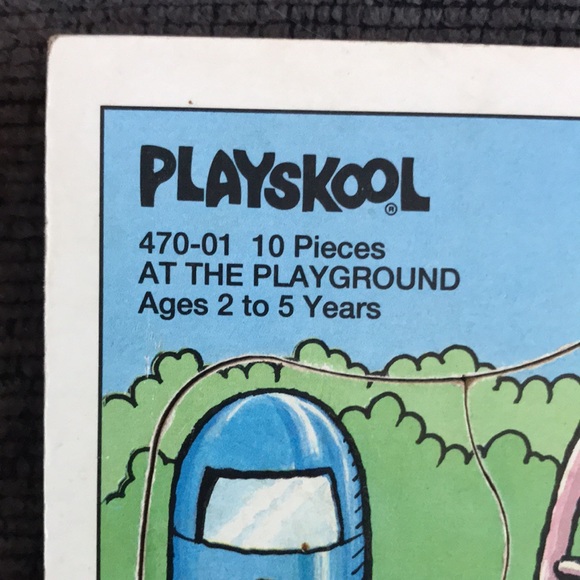 PLAYSKOOL®
470-01 10 Pieces
AT THE PLAYGROUND
Ages 2 to 5 Years